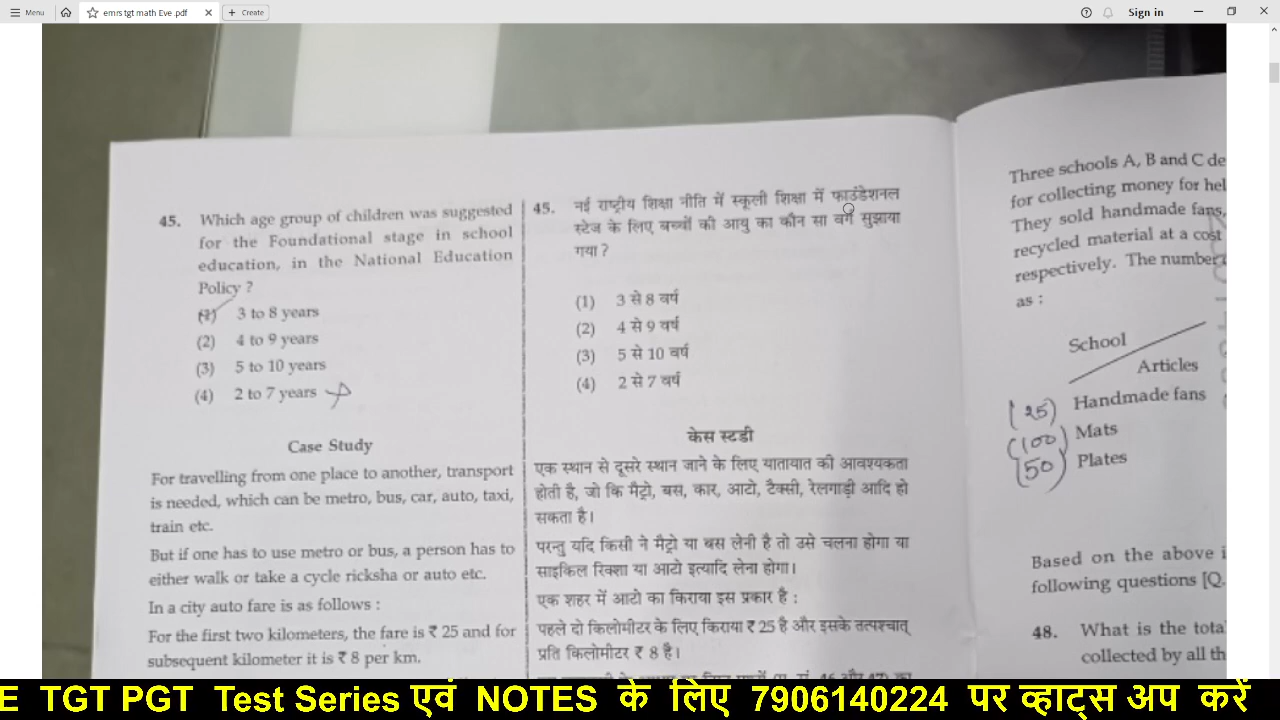 Menu
emrs tgt math Eve .pdf
Create
Sign in
45. Which age group of children was suggested
for the Foundational stage in school
education, in the National Education
Policy ?
(1) 3 to 8 years
(2) 4 to 9 years
(3) 5 to 10 years
(4) 2 to 7 years
Case Study
For travelling from one place to another, transport
is needed, which can be metro, bus, car, auto, taxi,
train etc.
But if one has to use metro or bus, a person has to
either walk or take a cycle ricksha or auto etc.
In a city auto fare is as follows :
For the first two kilometers, the fare is ₹ 25 and for
subsequent kilometer it is ₹ 8 per km.
45. नई राष्ट्रीय शिक्षा नीति में स्कूली शिक्षा में फाउंडेशनल
स्टेज के लिए बच्चों की आयु का कौन सा वर्ग सुझाया
गया ?
(1) 3 से 8 वर्ष
(2) 4 से 9 वर्ष
(3) 5 से 10 वर्ष
(4) 2 से 7 वर्ष
केस स्टडी
एक स्थान से दूसरे स्थान जाने के लिए यातायात की आवश्यकता
होती है, जो कि मैट्रो, बस, कार, आटो, टैक्सी, रेलगाड़ी आदि हो
सकता है।
परन्तु यदि किसी ने मैट्रो या बस लेनी है तो उसे चलना होगा या
साइकिल रिक्शा या आटो इत्यादि लेना होगा।
एक शहर में आटो का किराया इस प्रकार है :
पहले दो किलोमीटर के लिए किराया ₹ 25 है और इसके तत्पश्चात्
प्रति किलोमीटर ₹ 8 है।
Three schools A, B and C de
for collecting money for hel
They sold handmade fans,
recycled material at a cost
respectively. The number
as :
School
Articles
(25) Handmade fans
(100) Mats
(50) Plates
Based on the above i
following questions [Q.
48. What is the tota
collected by all th
E TGT PGT Test Series एवं NOTES के लिए 7906140224 पर व्हाट्स अप करें